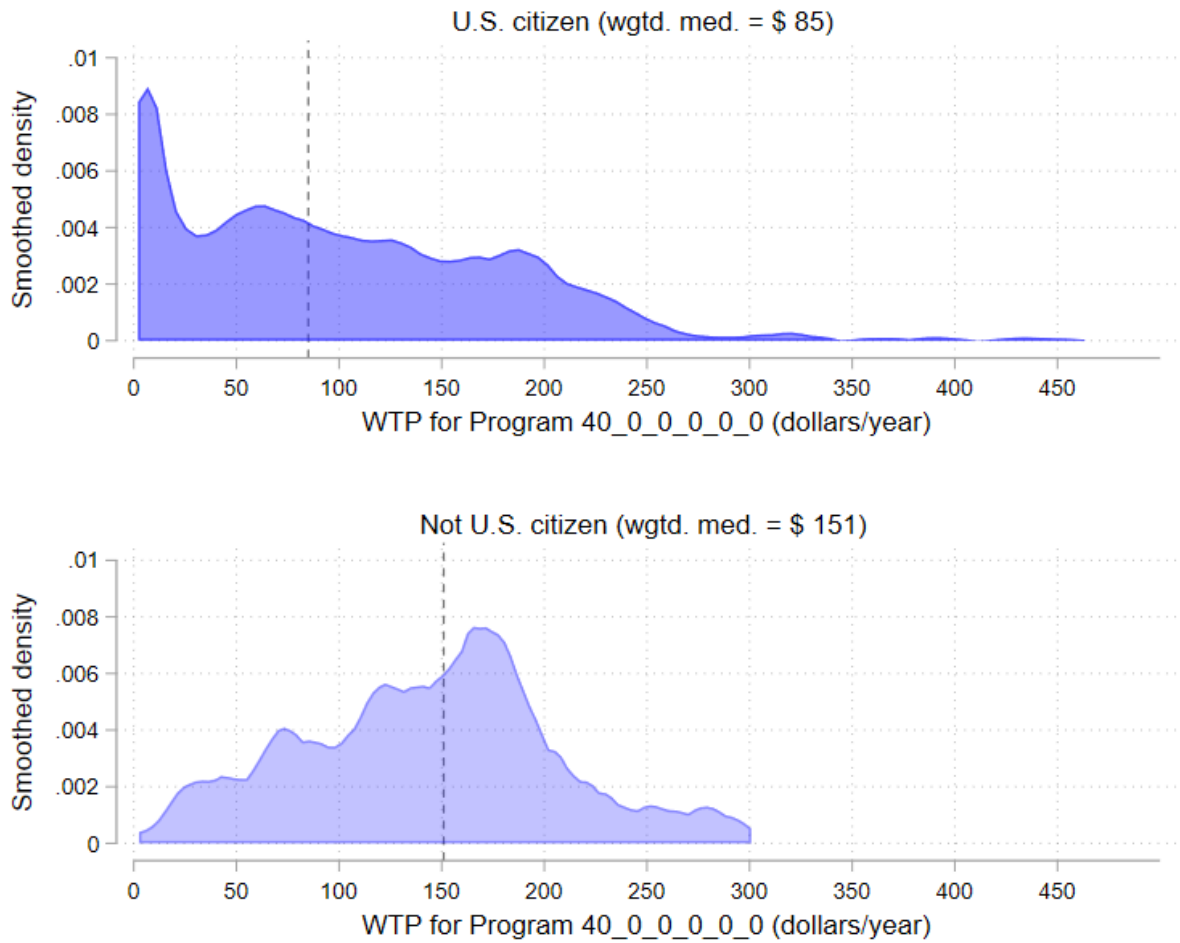 U.S. citizen (wgtd. med. = $ 85)
.01
.008
.006
.004
.002
0
Smoothed density
0 50 100 150 200 250 300 350 400 450
WTP for Program 40_0_0_0_0_0 (dollars/year)
Not U.S. citizen (wgtd. med. = $ 151)
.01
.008
.006
.004
.002
0
Smoothed density
0 50 100 150 200 250 300 350 400 450
WTP for Program 40_0_0_0_0_0 (dollars/year)